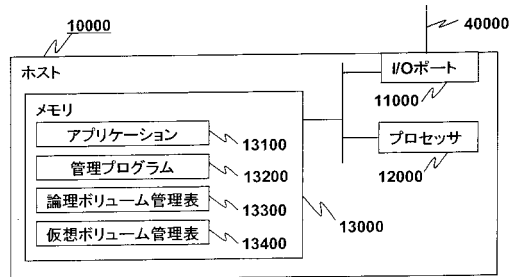 10000
40000
ホスト
I/Oポート
11000
メモリ
アプリケーション
13100
プロセッサ
12000
管理プログラム
13200
論理ボリューム管理表
13300
13000
仮想ボリューム管理表
13400